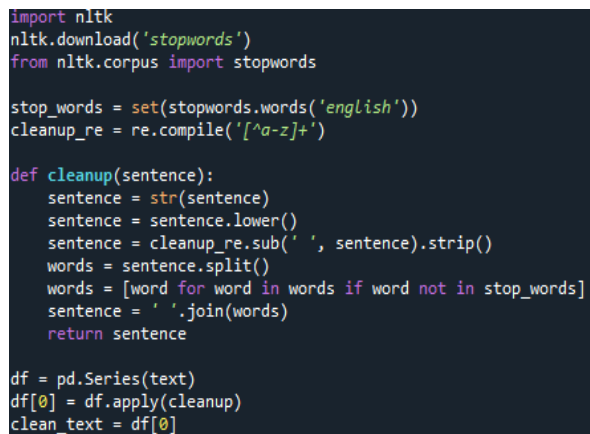 import nltk
nltk.download('stopwords')
from nltk.corpus import stopwords

stop_words = set(stopwords.words('english'))
cleanup_re = re.compile('[^a-z]+')

def cleanup(sentence):
    sentence = str(sentence)
    sentence = sentence.lower()
    sentence = cleanup_re.sub(' ', sentence).strip()
    words = sentence.split()
    words = [word for word in words if word not in stop_words]
    sentence = ' '.join(words)
    return sentence

df = pd.Series(text)
df[0] = df.apply(cleanup)
clean_text = df[0]